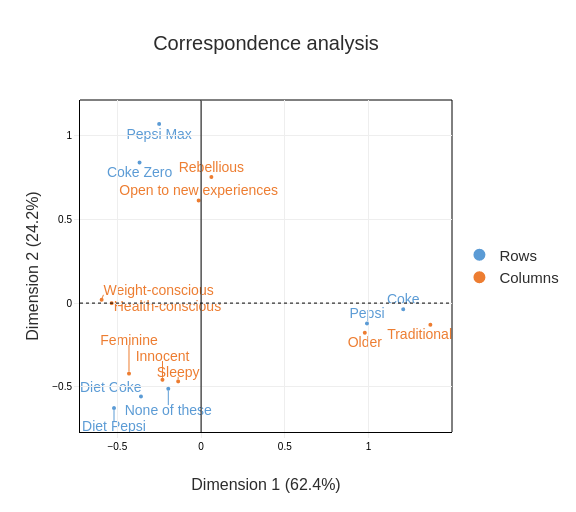 Correspondence analysis
Pepsi Max
Coke Zero
Rebellious
Open to new experiences
Weight-conscious
Health-conscious
Coke
Pepsi
Traditional
Older
Feminine
Innocent
Sleepy
Diet Coke
None of these
Diet Pepsi
1
0.5
0
−0.5
−0.5
0
0.5
1
Dimension 2 (24.2%)
Dimension 1 (62.4%)
Rows
Columns